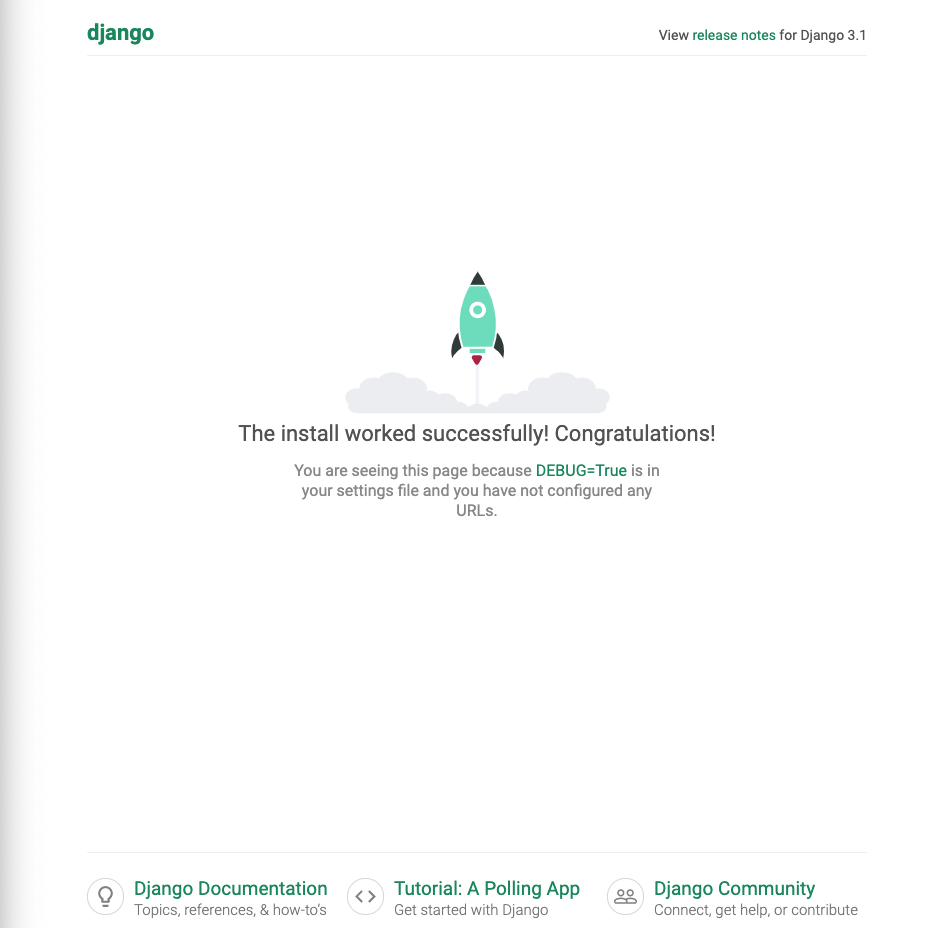 django
View release notes for Django 3.1
The install worked successfully! Congratulations!
You are seeing this page because DEBUG=True is in
your settings file and you have not configured any
URLs.
Django Documentation
Topics, references, & how-to’s
Tutorial: A Polling App
Get started with Django
Django Community
Connect, get help, or contribute